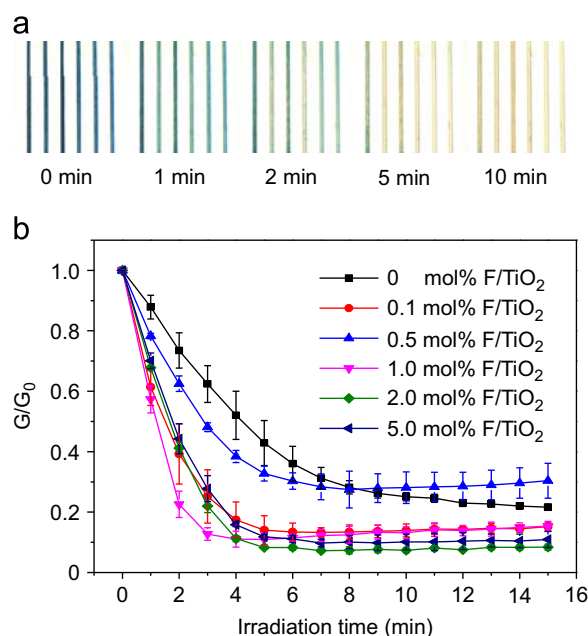 a
0 min 1 min 2 min 5 min 10 min
b
1.0
0.8
0.6
0.4
0.2
0
G/G₀
0 mol% F/TiO₂
0.1 mol% F/TiO₂
0.5 mol% F/TiO₂
1.0 mol% F/TiO₂
2.0 mol% F/TiO₂
5.0 mol% F/TiO₂
0 2 4 6 8 10 12 14 16
Irradiation time (min)